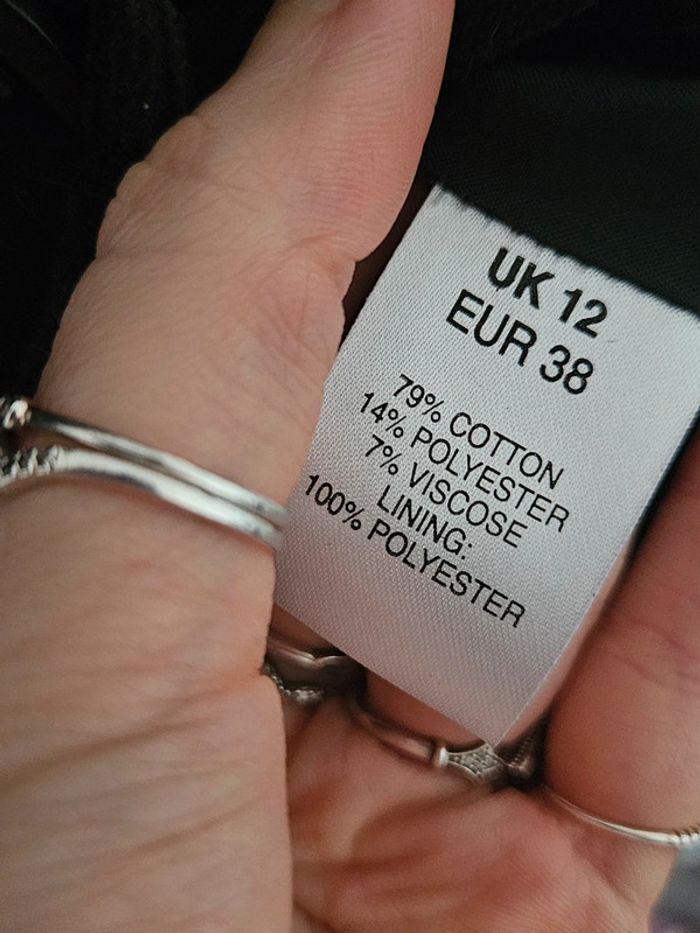 UK 12
EUR 38
79% COTTON
14% POLYESTER
7% VISCOSE
LINING:
100% POLYESTER